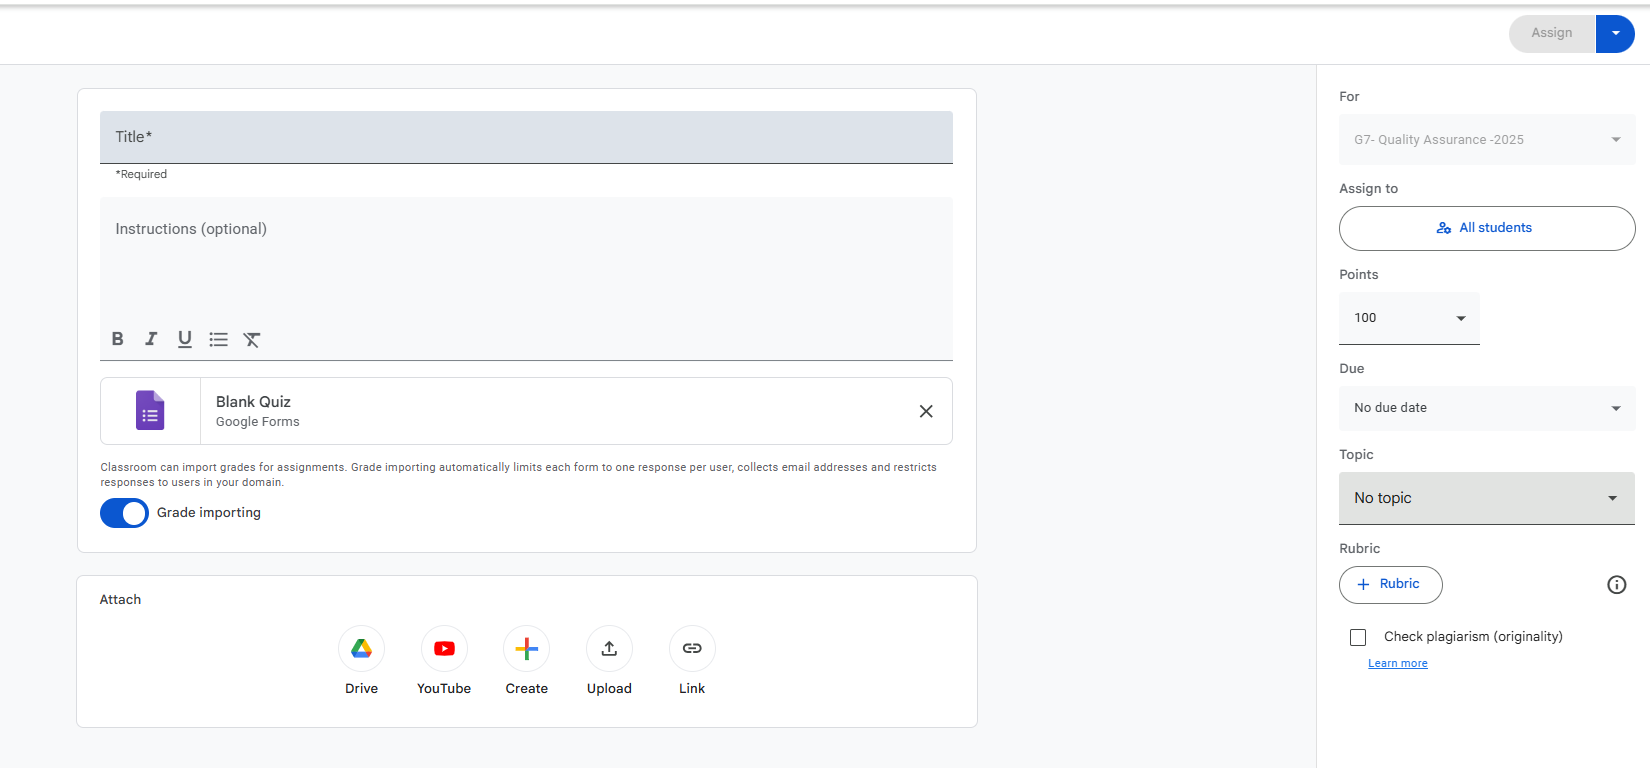 Assign
Title*
*Required
Instructions (optional)
B I U
Blank Quiz
Google Forms
Classroom can import grades for assignments. Grade importing automatically limits each form to one response per user, collects email addresses and restricts
responses to users in your domain.
Grade importing
Attach
Drive YouTube Create Upload Link
For
G7- Quality Assurance -2025
Assign to
All students
Points
100
Due
No due date
Topic
No topic
Rubric
+ Rubric
Check plagiarism (originality)
Learn more